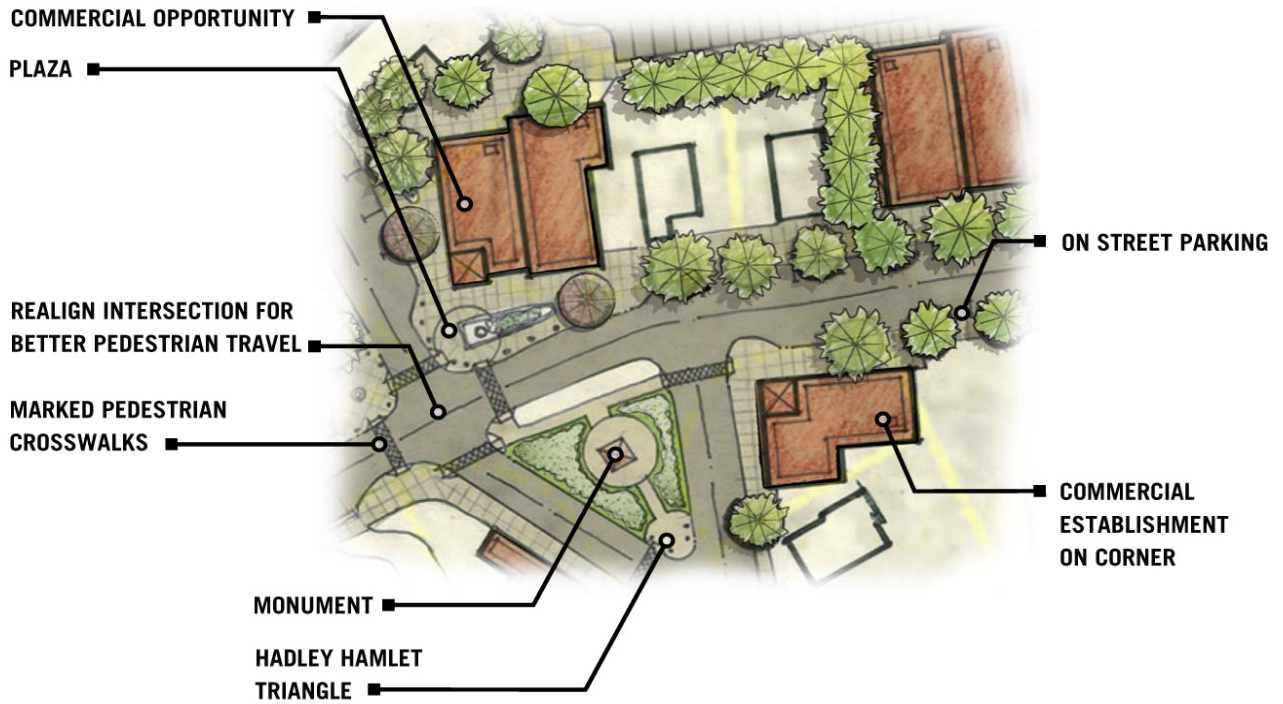 COMMERCIAL OPPORTUNITY
PLAZA
ON STREET PARKING
REALIGN INTERSECTION FOR
BETTER PEDESTRIAN TRAVEL
MARKED PEDESTRIAN
CROSSWALKS
COMMERCIAL
ESTABLISHMENT
ON CORNER
MONUMENT
HADLEY HAMLET
TRIANGLE